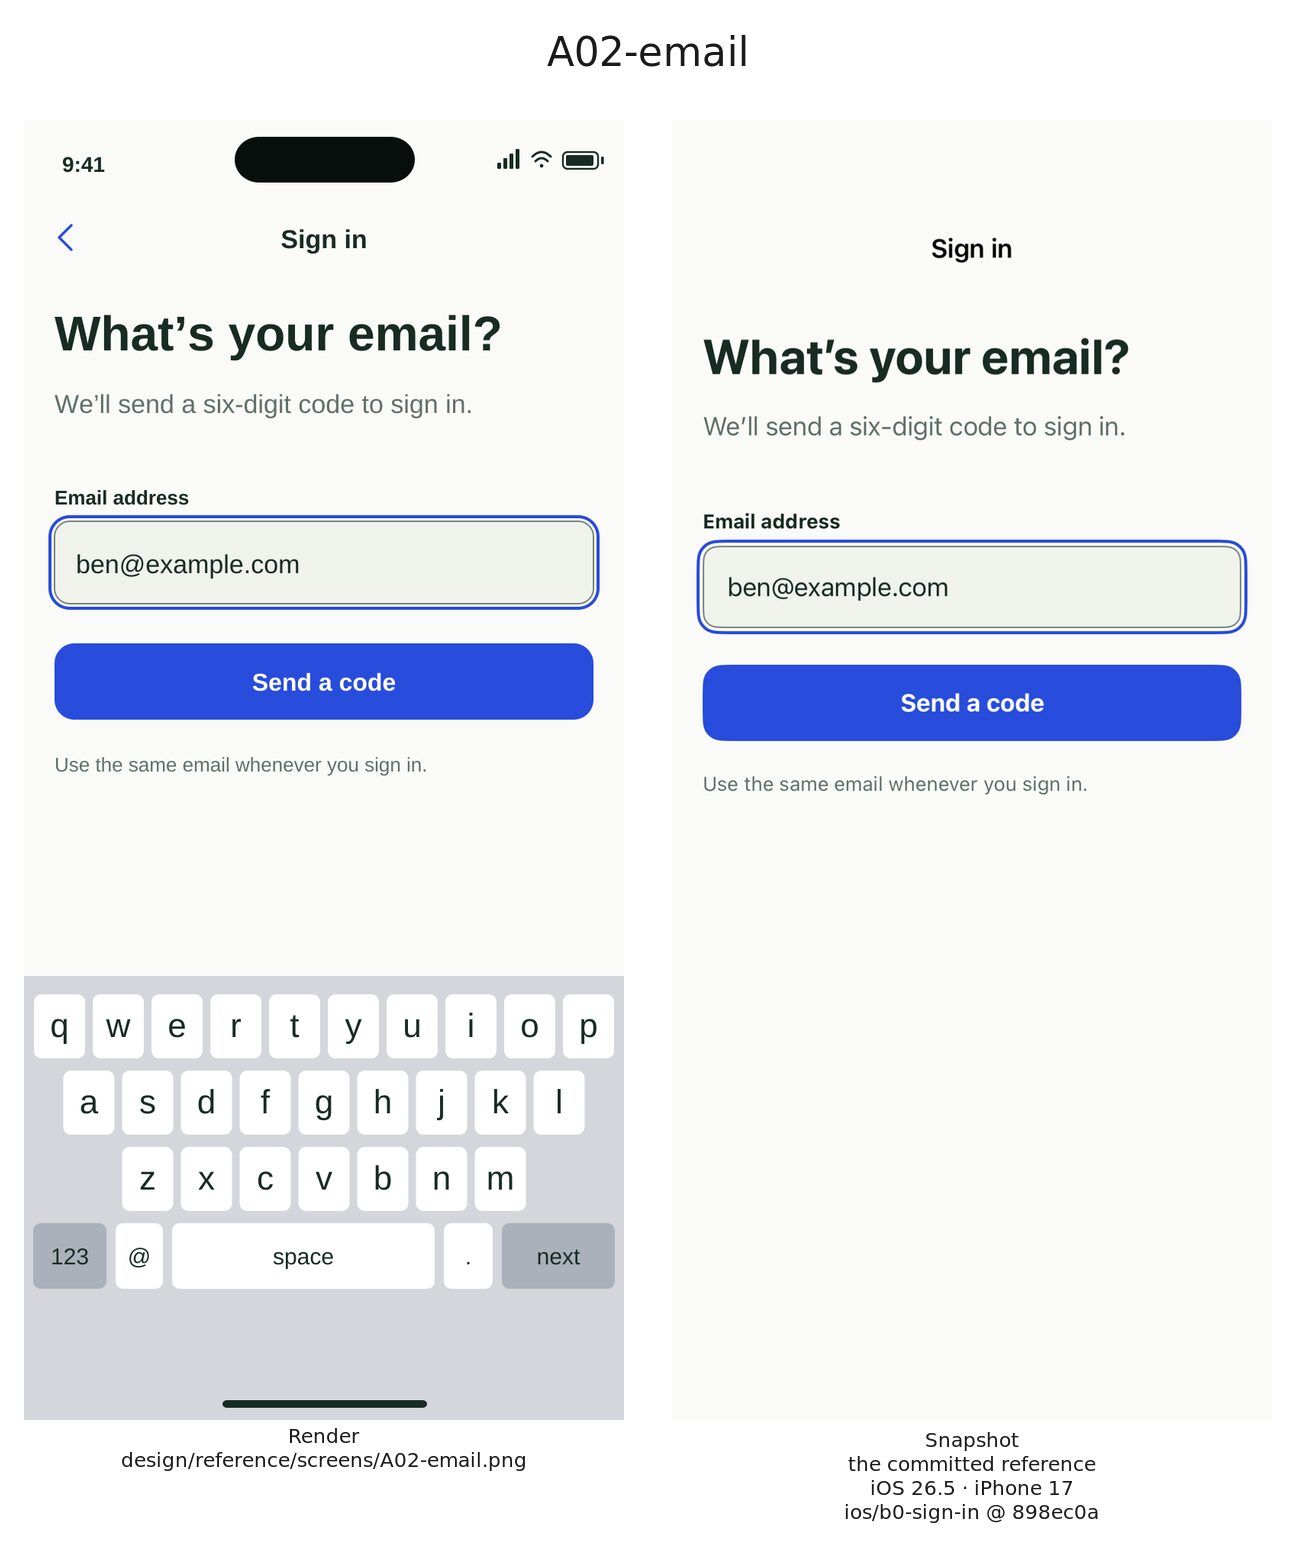 A02-email
9:41
Sign in
What’s your email?
We’ll send a six-digit code to sign in.
Email address
ben@example.com
Send a code
Use the same email whenever you sign in.
q w e r t y u i o p
a s d f g h j k l
z x c v b n m
123 @ space . next
Render
design/reference/screens/A02-email.png
Sign in
What’s your email?
We’ll send a six-digit code to sign in.
Email address
ben@example.com
Send a code
Use the same email whenever you sign in.
Snapshot
the committed reference
iOS 26.5 · iPhone 17
ios/b0-sign-in @ 898ec0a